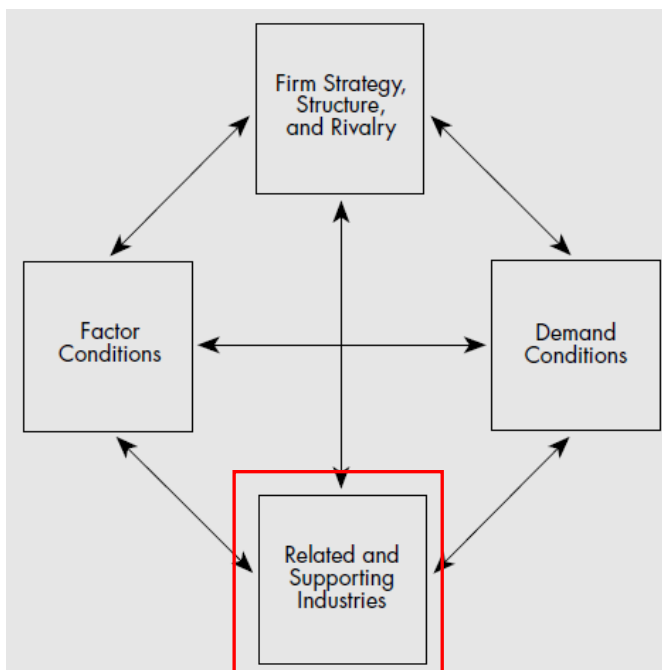 Firm Strategy,
Structure,
and Rivalry
Factor
Conditions
Demand
Conditions
Related and
Supporting
Industries